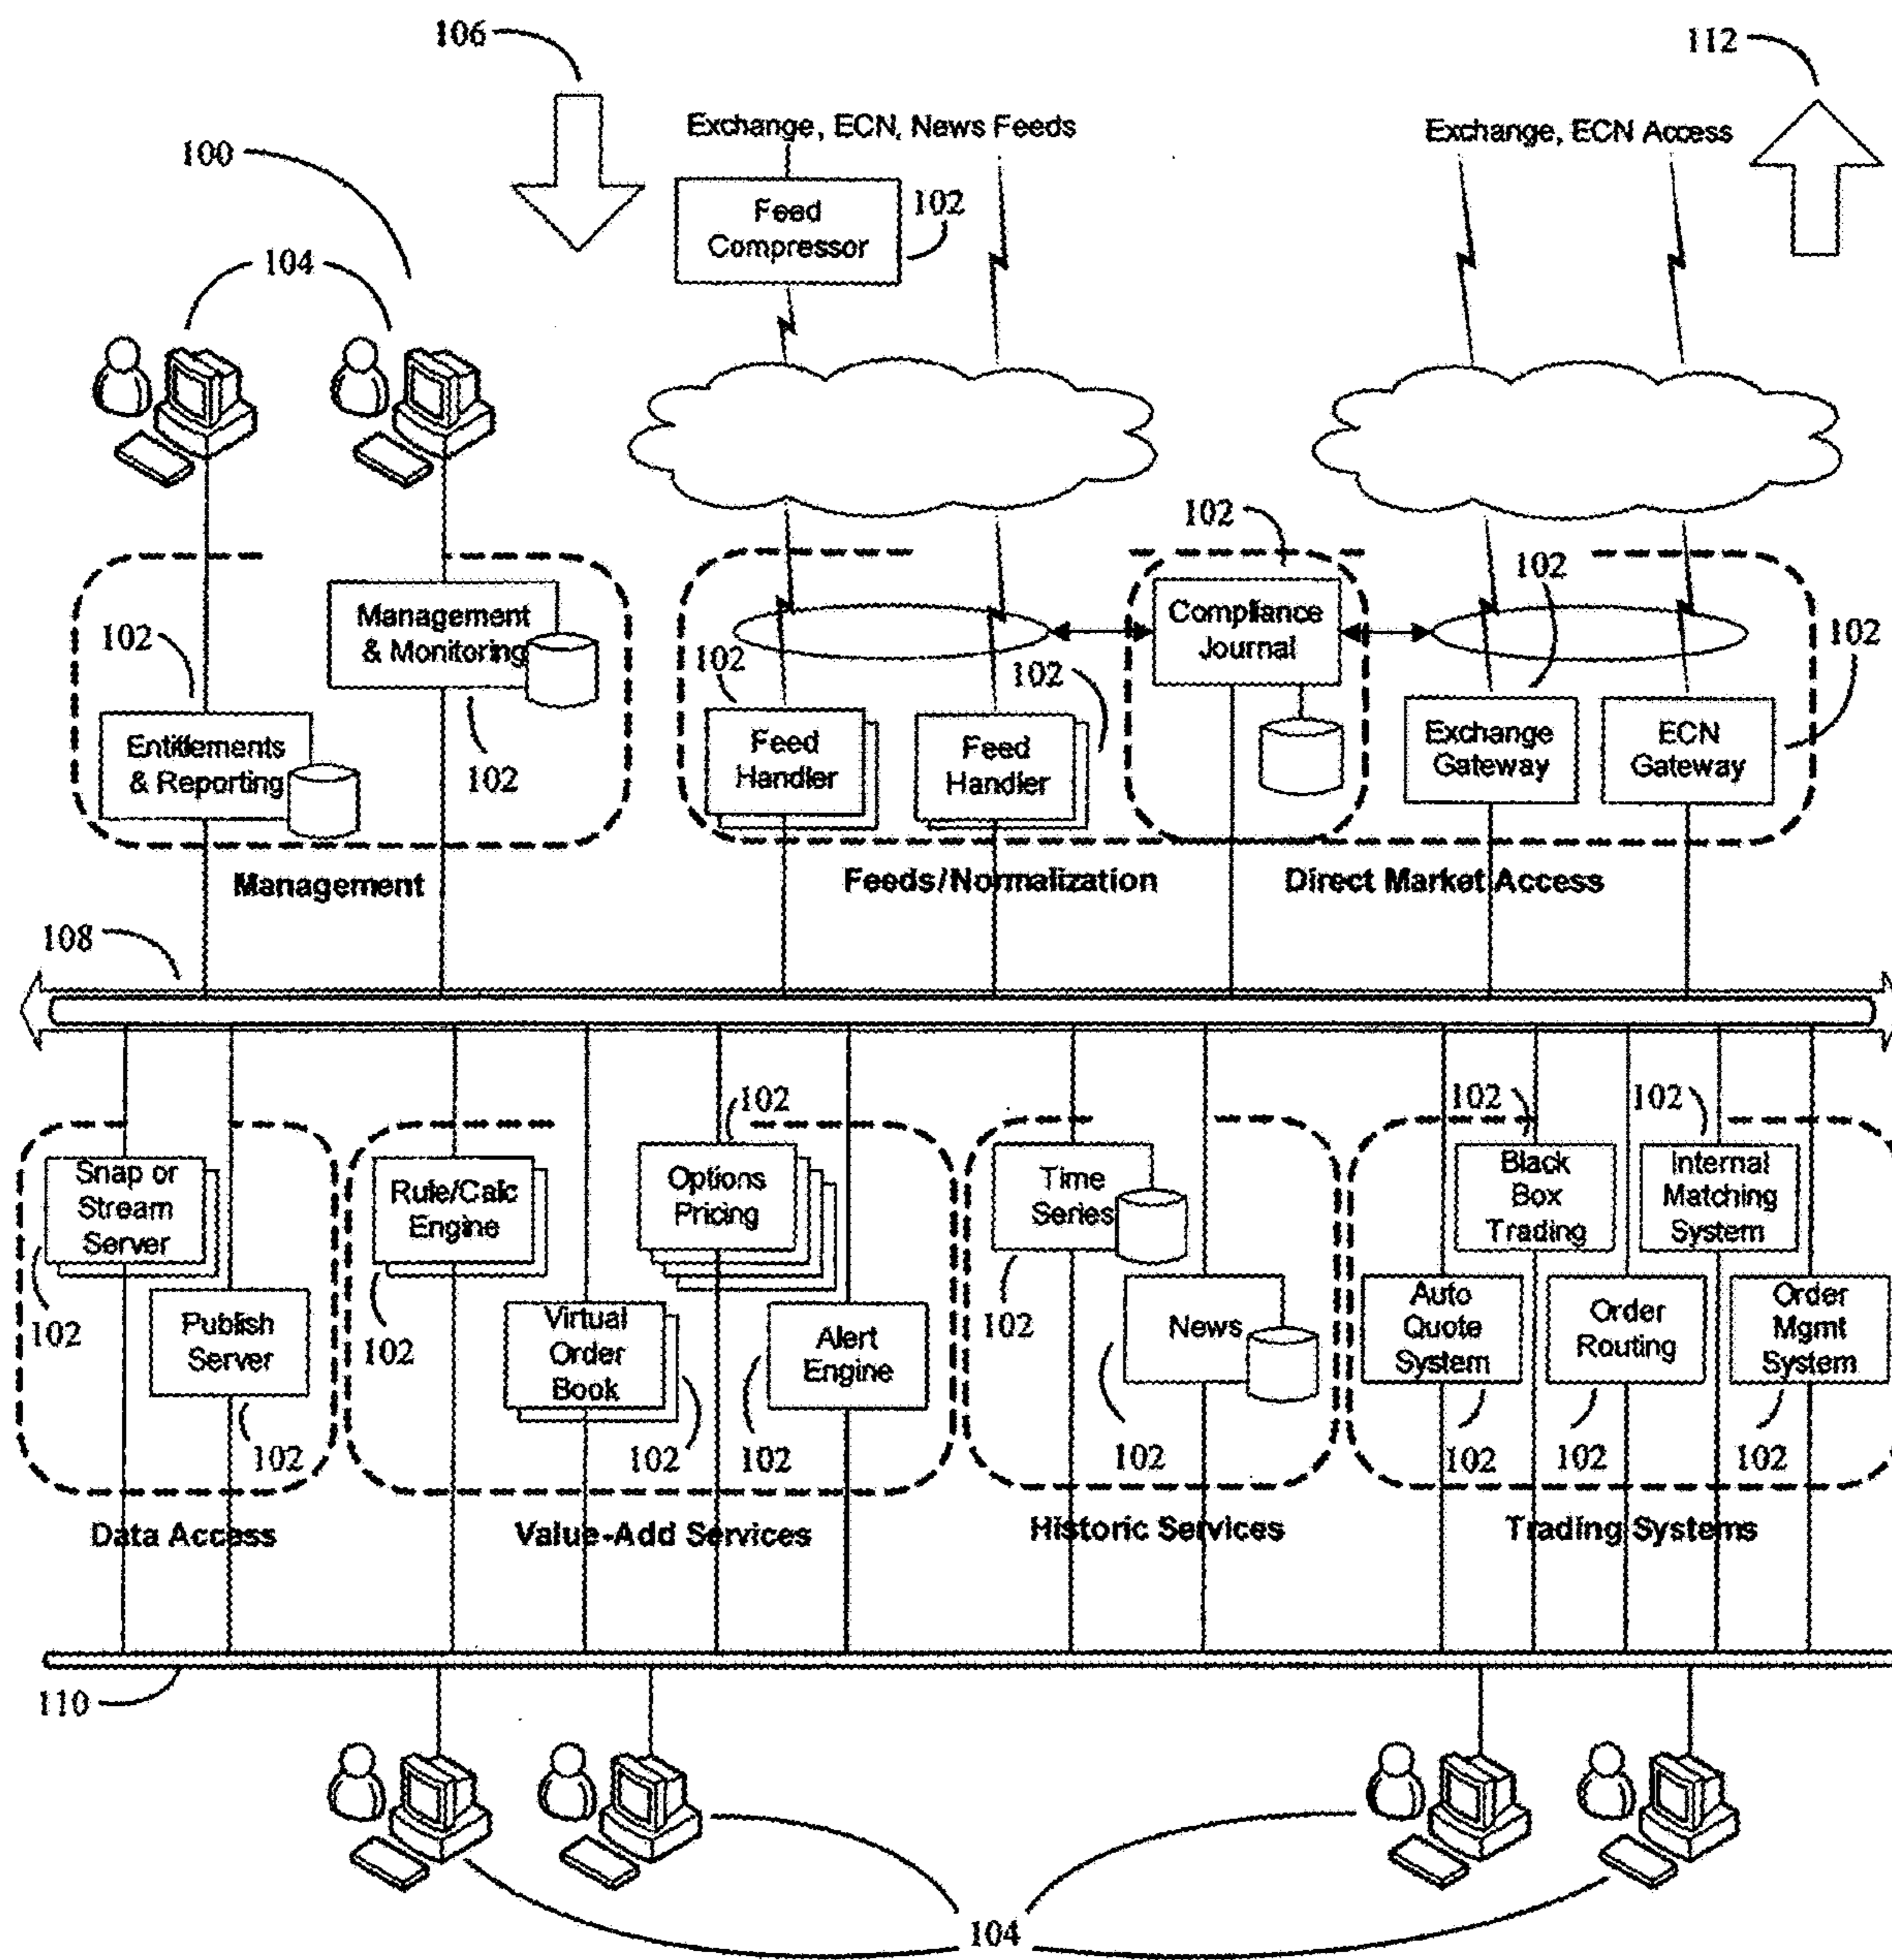 106
112
Exchange, ECN, News Feeds
Exchange, ECN Access
100
Feed
Compressor
102
104
102
102
Management
& Monitoring
Compliance
Journal
102
102
102
102
Entitlements
& Reporting
102
Feed
Handler
Feed
Handler
Exchange
Gateway
ECN
Gateway
Management
Feeds/Normalization
Direct Market Access
108
102
102
102
Snap or
Stream
Server
Rule/Calc
Engine
Options
Pricing
Time
Series
Black
Box
Trading
Internal
Matching
System
102
Publish
Server
102
Virtual
Order
Book
Alert
Engine
102
News
Auto
Quote
System
Order
Routing
Order
Mgmt
System
102
102
102
102
102
102
102
Data Access
Value-Add Services
Historic Services
Trading Systems
110
104